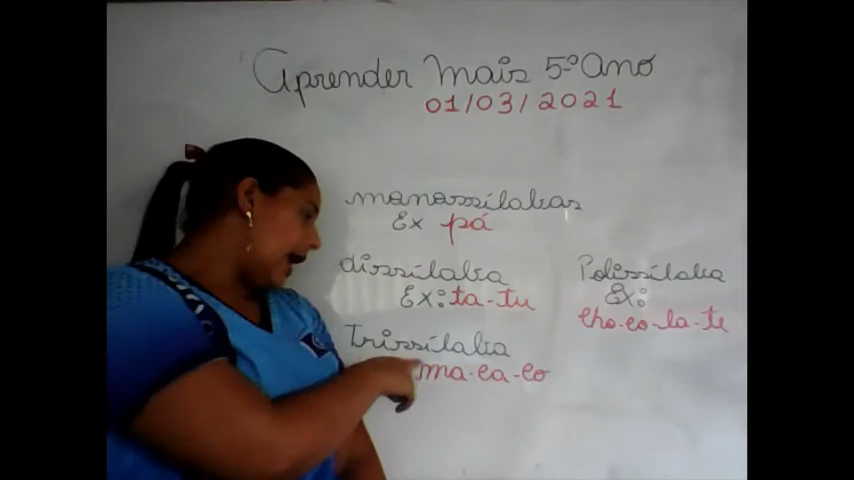 Aprender Mais 5º Ano
01/03/2021
monossílabas
Ex pá
dissílaba
Ex: ta-tu
Trissílaba
ma-ca-co
Polissílaba
Ex:
cho-co-la-te